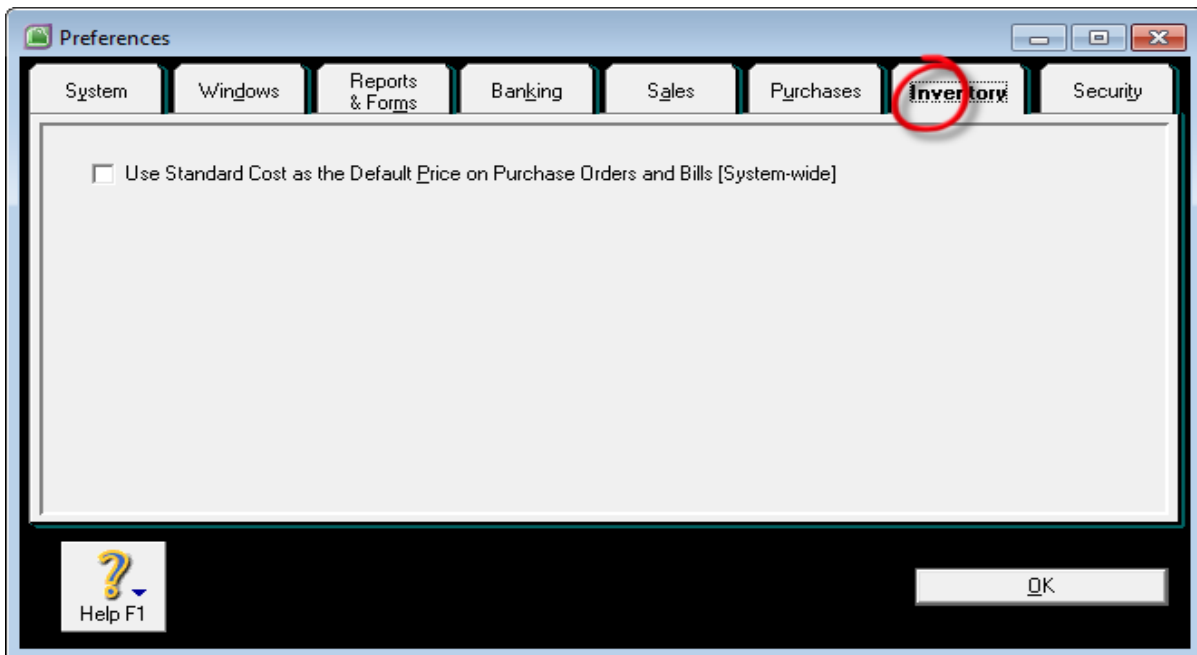 Preferences
System
Windows
Reports
& Forms
Banking
Sales
Purchases
Inventory
Security
Use Standard Cost as the Default Price on Purchase Orders and Bills [System-wide]
?
Help F1
OK